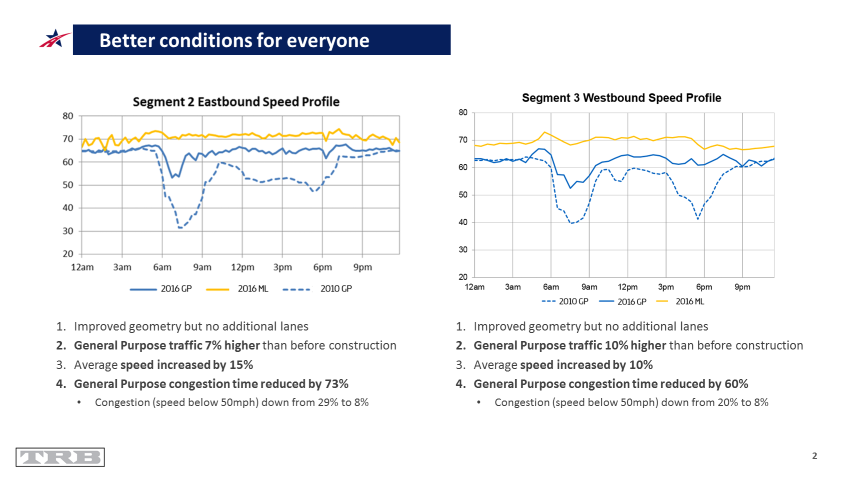 Better conditions for everyone
Segment 2 Eastbound Speed Profile
80
70
60
50
40
30
20
12am 3am 6am 9am 12pm 3pm 6pm 9pm
2016 GP 2016 ML 2010 GP
1. Improved geometry but no additional lanes
2. General Purpose traffic 7% higher than before construction
3. Average speed increased by 15%
4. General Purpose congestion time reduced by 73%
• Congestion (speed below 50mph) down from 29% to 8%
Segment 3 Westbound Speed Profile
80
70
60
50
40
30
20
12am 3am 6am 9am 12pm 3pm 6pm 9pm
2010 GP 2016 GP 2016 ML
1. Improved geometry but no additional lanes
2. General Purpose traffic 10% higher than before construction
3. Average speed increased by 10%
4. General Purpose congestion time reduced by 60%
• Congestion (speed below 50mph) down from 20% to 8%
TRB
2